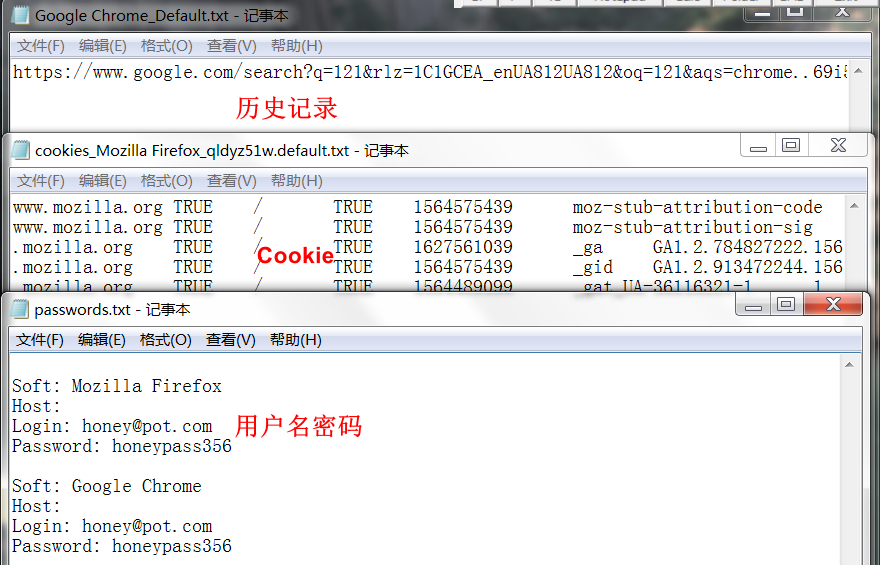 Google Chrome_Default.txt - 记事本
文件(F) 编辑(E) 格式(O) 查看(V) 帮助(H)
https://www.google.com/search?q=121&rlz=1C1GCEA_enUA812UA812&oq=121&aqs=chrome..69i5
历史记录
cookies_Mozilla Firefox_qldyz51w.default.txt - 记事本
文件(F) 编辑(E) 格式(O) 查看(V) 帮助(H)
www.mozilla.org TRUE / TRUE 1564575439 moz-stub-attribution-code
www.mozilla.org TRUE / TRUE 1564575439 moz-stub-attribution-sig
.mozilla.org TRUE / TRUE 1627561039 _ga GA1.2.784827222.156
Cookie
.mozilla.org TRUE / TRUE 1564575439 _gid GA1.2.913472244.156
.mozilla.org TRUE / TRUE 1564489099 _gat_UA-36116321-1 1
passwords.txt - 记事本
文件(F) 编辑(E) 格式(O) 查看(V) 帮助(H)
Soft: Mozilla Firefox
Host:
Login: honey@pot.com
用户名密码
Password: honeypass356
Soft: Google Chrome
Host:
Login: honey@pot.com
Password: honeypass356